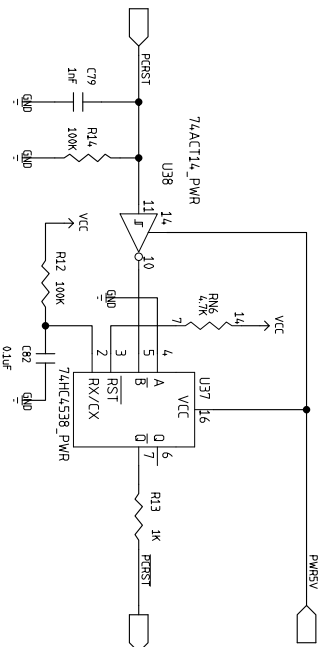 PCRST
C79
1nF
GND
R14
100K
GND
74ACT14_PWR
U38
11
14
10
VCC
R12 100K
GND
C82
0.1uF
GND
RN6
4.7K
7
14
VCC
4
5
3
2
A
B
RST
RX/CX
VCC
16
U37
Q
Q
6
7
74HC4538_PWR
R13
1K
PCRST
PWR5V